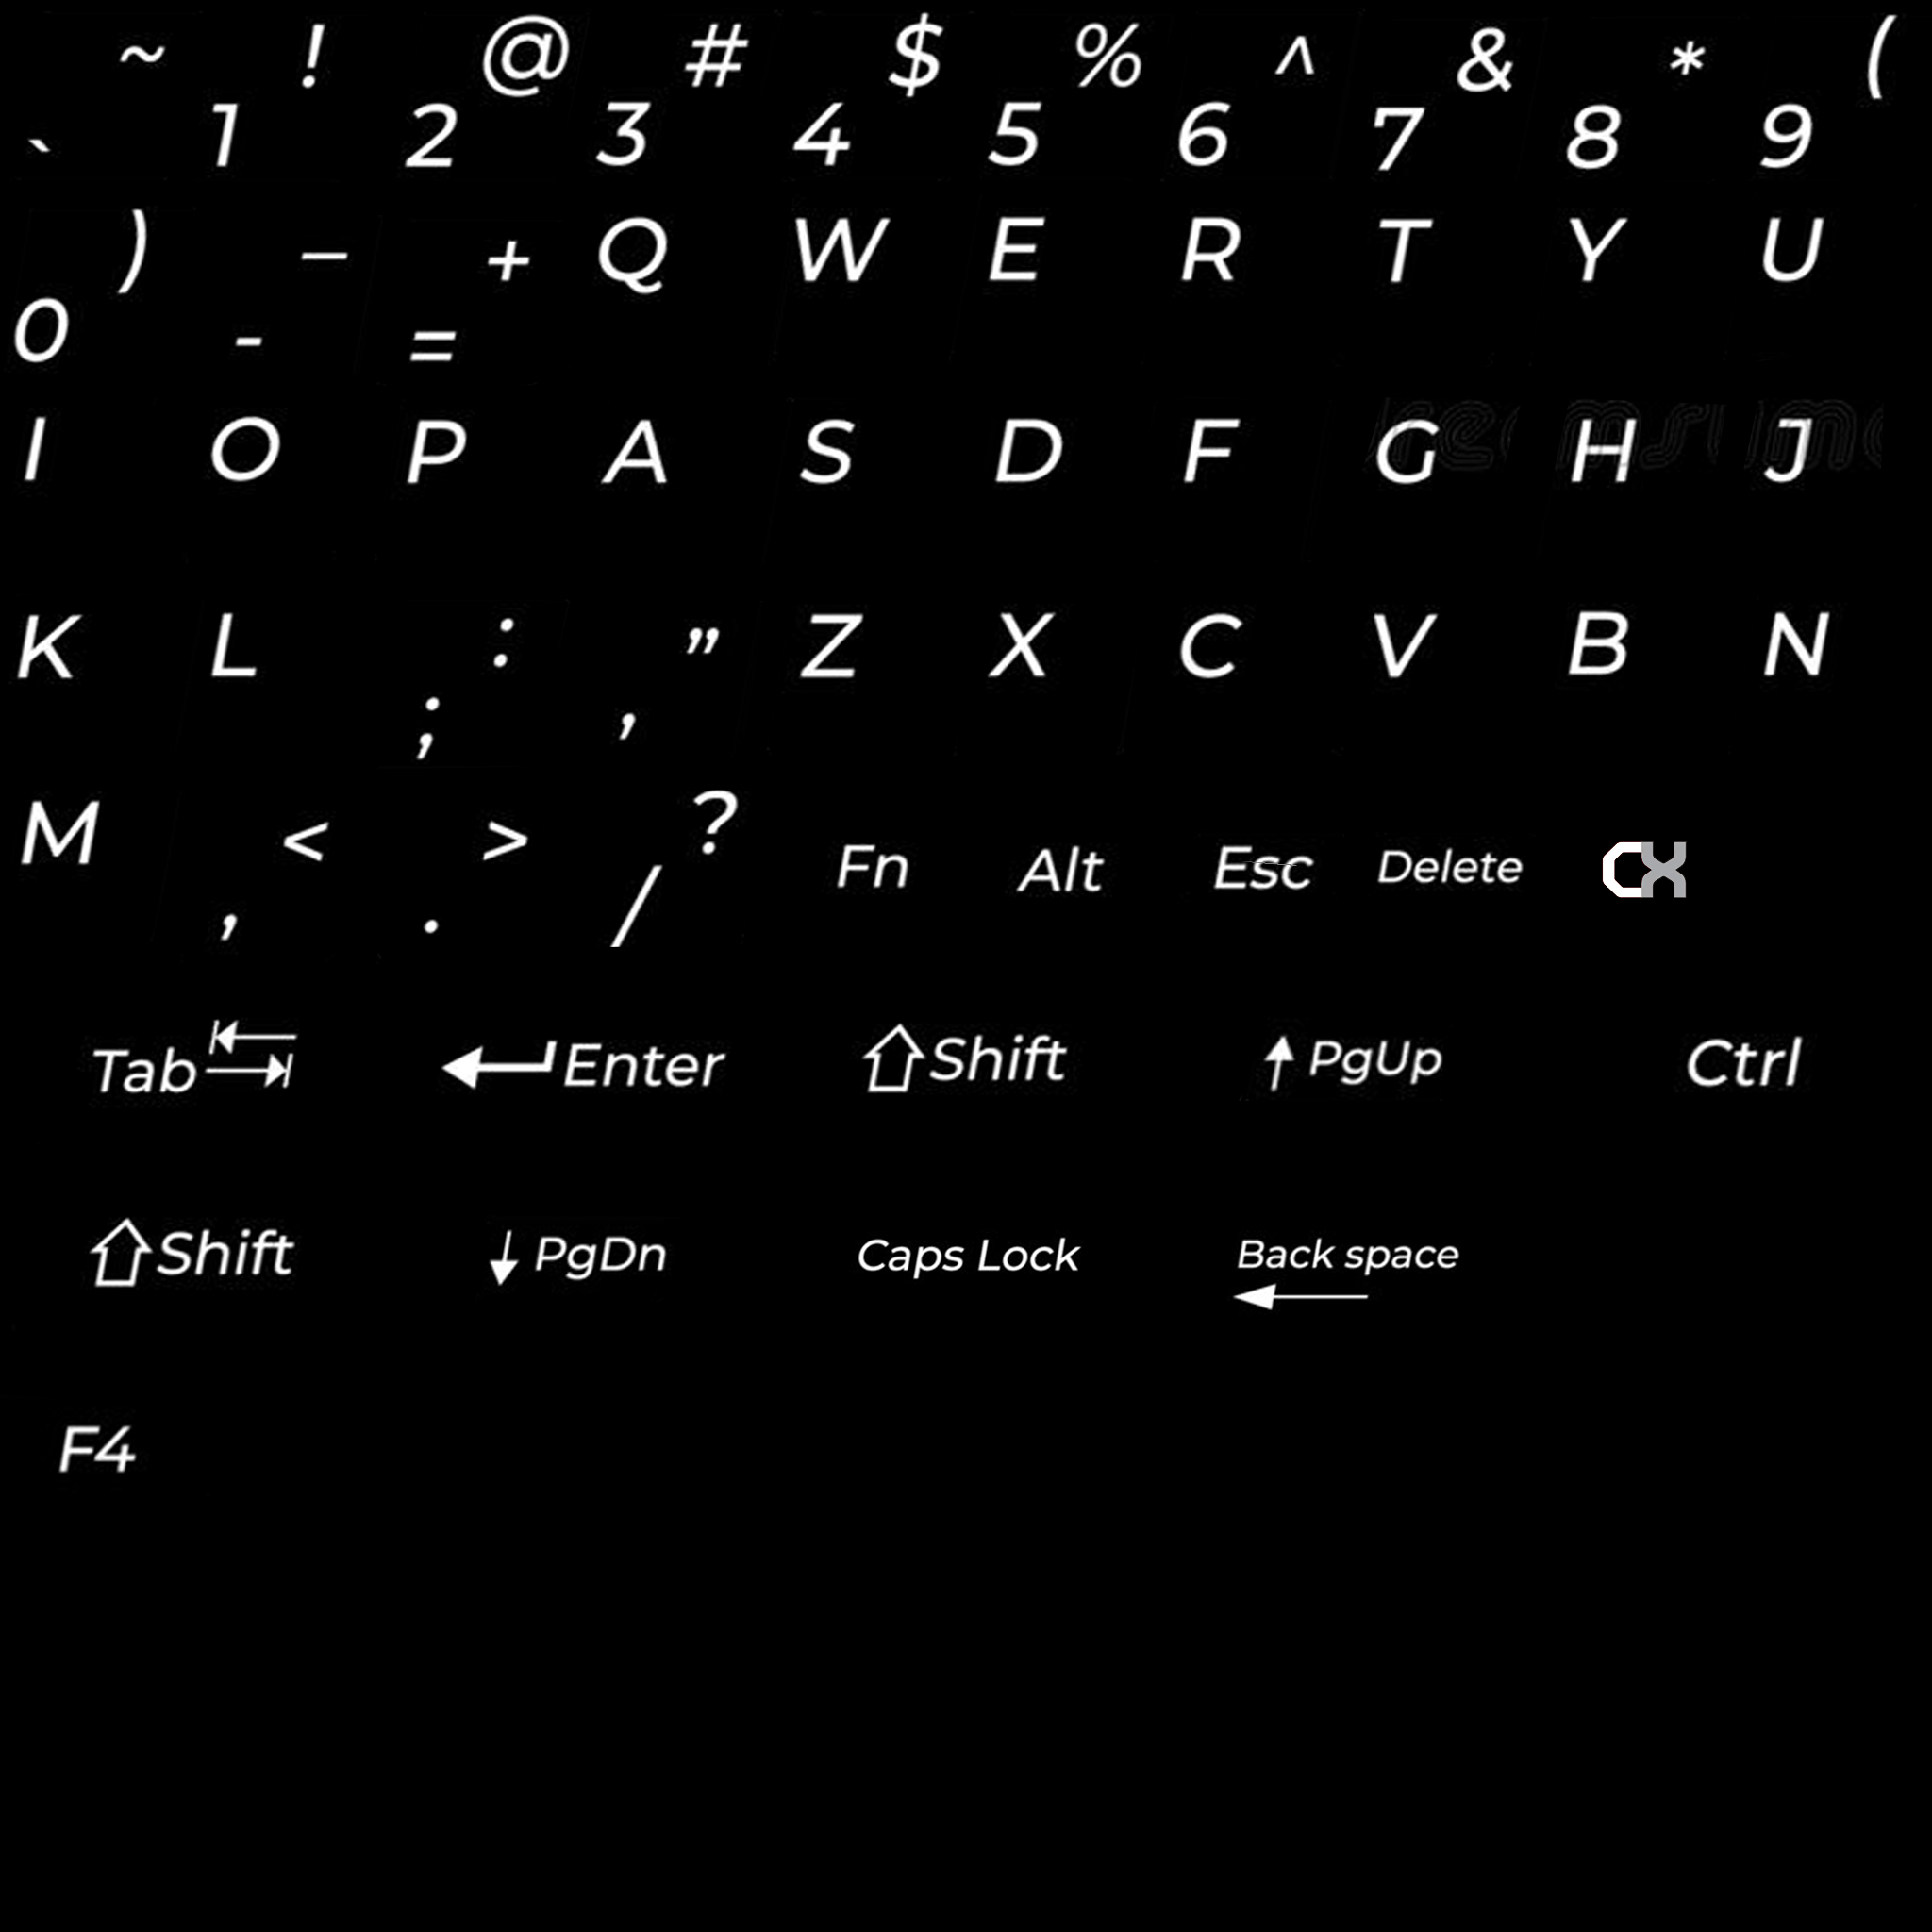 ~ ! @ # $ % ^ & * (
` 1 2 3 4 5 6 7 8 9
) _ + Q W E R T Y U
0 - =
I O P A S D F G H J
K L : ” Z X C V B N
; ,
M < > ? Fn Alt Esc Delete CX
, . /
Tab Enter Shift PgUp Ctrl
Shift PgDn Caps Lock Back space
F4